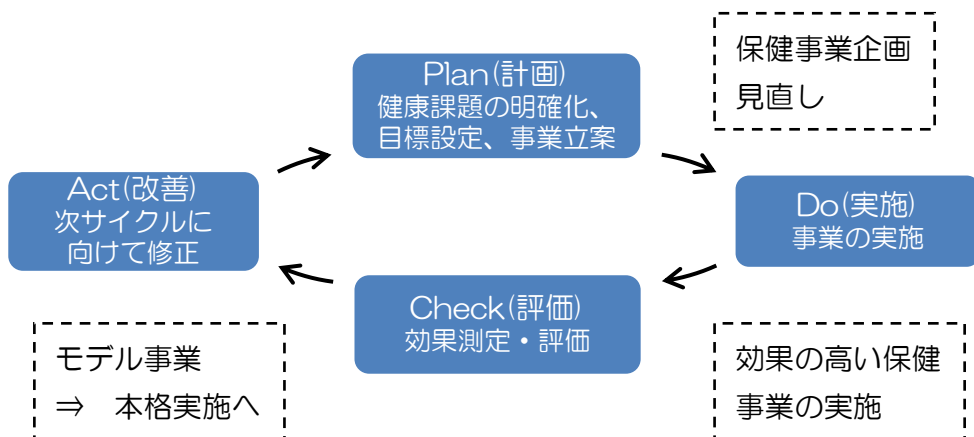 Plan(計画)
健康課題の明確化、
目標設定、事業立案
保健事業企画
見直し
Act(改善)
次サイクルに
向けて修正
Do(実施)
事業の実施
Check(評価)
効果測定・評価
モデル事業
⇒　本格実施へ
効果の高い保健
事業の実施